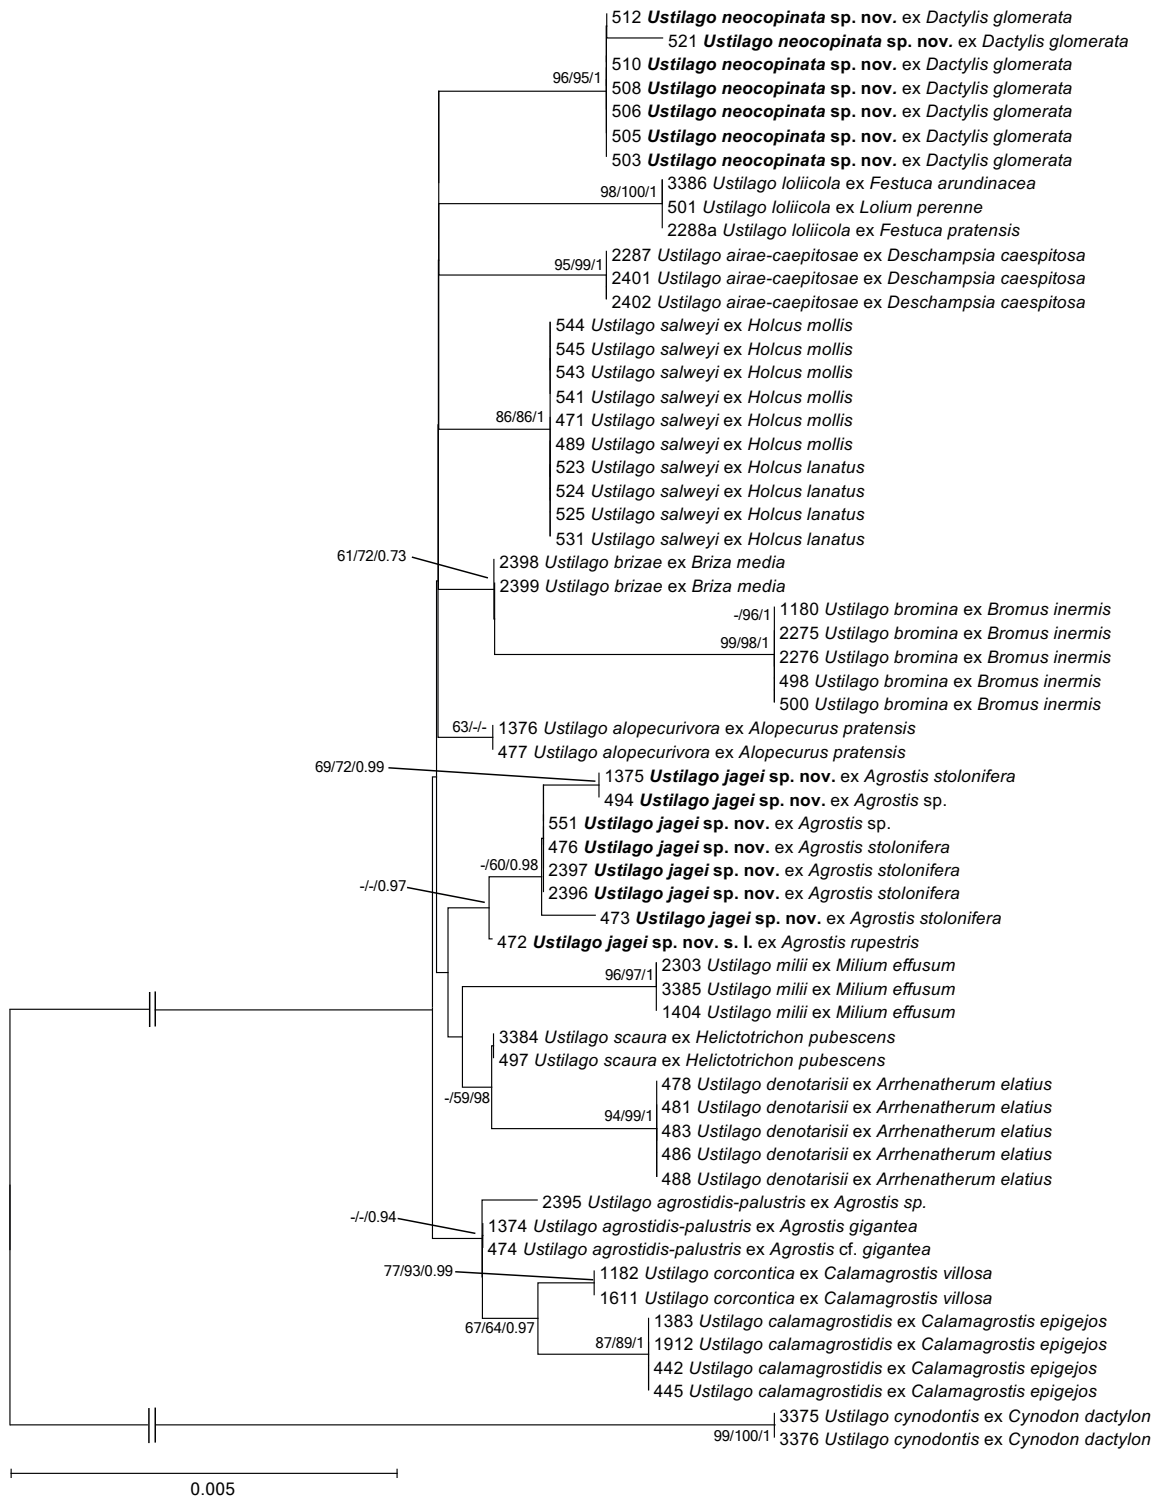 512 Ustilago neocopinata sp. nov. ex Dactylis glomerata
521 Ustilago neocopinata sp. nov. ex Dactylis glomerata
510 Ustilago neocopinata sp. nov. ex Dactylis glomerata
96/95/1
508 Ustilago neocopinata sp. nov. ex Dactylis glomerata
506 Ustilago neocopinata sp. nov. ex Dactylis glomerata
505 Ustilago neocopinata sp. nov. ex Dactylis glomerata
503 Ustilago neocopinata sp. nov. ex Dactylis glomerata
3386 Ustilago loliicola ex Festuca arundinacea
98/100/1
501 Ustilago loliicola ex Lolium perenne
2288a Ustilago loliicola ex Festuca pratensis
2287 Ustilago airae-caepitosae ex Deschampsia caespitosa
95/99/1
2401 Ustilago airae-caepitosae ex Deschampsia caespitosa
2402 Ustilago airae-caepitosae ex Deschampsia caespitosa
544 Ustilago salweyi ex Holcus mollis
545 Ustilago salweyi ex Holcus mollis
543 Ustilago salweyi ex Holcus mollis
541 Ustilago salweyi ex Holcus mollis
86/86/1
471 Ustilago salweyi ex Holcus mollis
489 Ustilago salweyi ex Holcus mollis
523 Ustilago salweyi ex Holcus lanatus
524 Ustilago salweyi ex Holcus lanatus
525 Ustilago salweyi ex Holcus lanatus
531 Ustilago salweyi ex Holcus lanatus
61/72/0.73
2398 Ustilago brizae ex Briza media
2399 Ustilago brizae ex Briza media
1180 Ustilago bromina ex Bromus inermis
-/96/1
2275 Ustilago bromina ex Bromus inermis
99/98/1
2276 Ustilago bromina ex Bromus inermis
498 Ustilago bromina ex Bromus inermis
500 Ustilago bromina ex Bromus inermis
63/-/-
1376 Ustilago alopecurivora ex Alopecurus pratensis
477 Ustilago alopecurivora ex Alopecurus pratensis
69/72/0.99
1375 Ustilago jagei sp. nov. ex Agrostis stolonifera
494 Ustilago jagei sp. nov. ex Agrostis sp.
551 Ustilago jagei sp. nov. ex Agrostis sp.
476 Ustilago jagei sp. nov. ex Agrostis stolonifera
-/60/0.98
2397 Ustilago jagei sp. nov. ex Agrostis stolonifera
-/-/0.97
2396 Ustilago jagei sp. nov. ex Agrostis stolonifera
473 Ustilago jagei sp. nov. ex Agrostis stolonifera
472 Ustilago jagei sp. nov. s. l. ex Agrostis rupestris
2303 Ustilago milii ex Milium effusum
96/97/1
3385 Ustilago milii ex Milium effusum
1404 Ustilago milii ex Milium effusum
3384 Ustilago scaura ex Helictotrichon pubescens
497 Ustilago scaura ex Helictotrichon pubescens
478 Ustilago denotarisii ex Arrhenatherum elatius
-/59/98
481 Ustilago denotarisii ex Arrhenatherum elatius
94/99/1
483 Ustilago denotarisii ex Arrhenatherum elatius
486 Ustilago denotarisii ex Arrhenatherum elatius
488 Ustilago denotarisii ex Arrhenatherum elatius
2395 Ustilago agrostidis-palustris ex Agrostis sp.
-/-/0.94
1374 Ustilago agrostidis-palustris ex Agrostis gigantea
474 Ustilago agrostidis-palustris ex Agrostis cf. gigantea
77/93/0.99
1182 Ustilago corcontica ex Calamagrostis villosa
1611 Ustilago corcontica ex Calamagrostis villosa
67/64/0.97
1383 Ustilago calamagrostidis ex Calamagrostis epigejos
87/89/1
1912 Ustilago calamagrostidis ex Calamagrostis epigejos
442 Ustilago calamagrostidis ex Calamagrostis epigejos
445 Ustilago calamagrostidis ex Calamagrostis epigejos
3375 Ustilago cynodontis ex Cynodon dactylon
99/100/1
3376 Ustilago cynodontis ex Cynodon dactylon
0.005